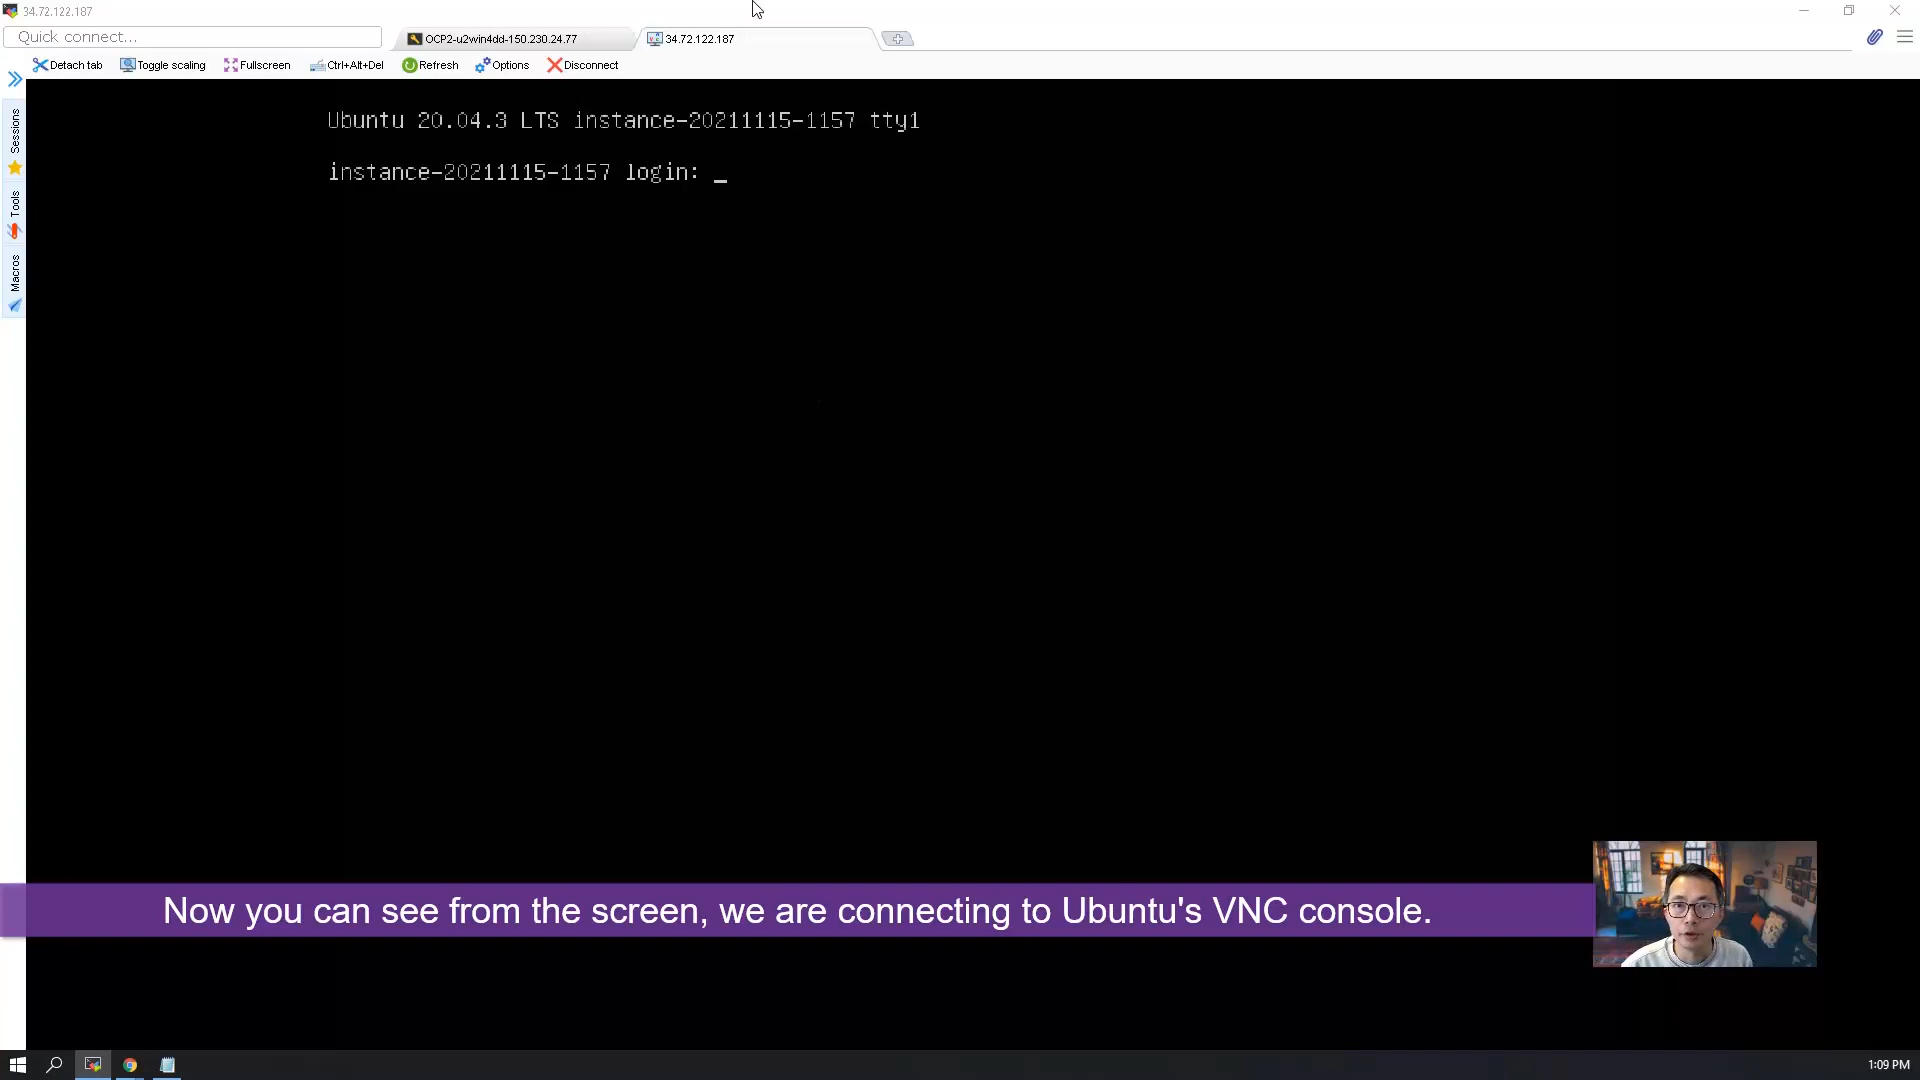 34.72.122.187
Quick connect...
OCP2-u2win4dd-150.230.24.77
34.72.122.187
Detach tab
Toggle scaling
Fullscreen
Ctrl+Alt+Del
Refresh
Options
Disconnect
Sessions
Tools
Macros
Ubuntu 20.04.3 LTS instance-20211115-1157 tty1
instance-20211115-1157 login: _
Now you can see from the screen, we are connecting to Ubuntu's VNC console.
1:09 PM